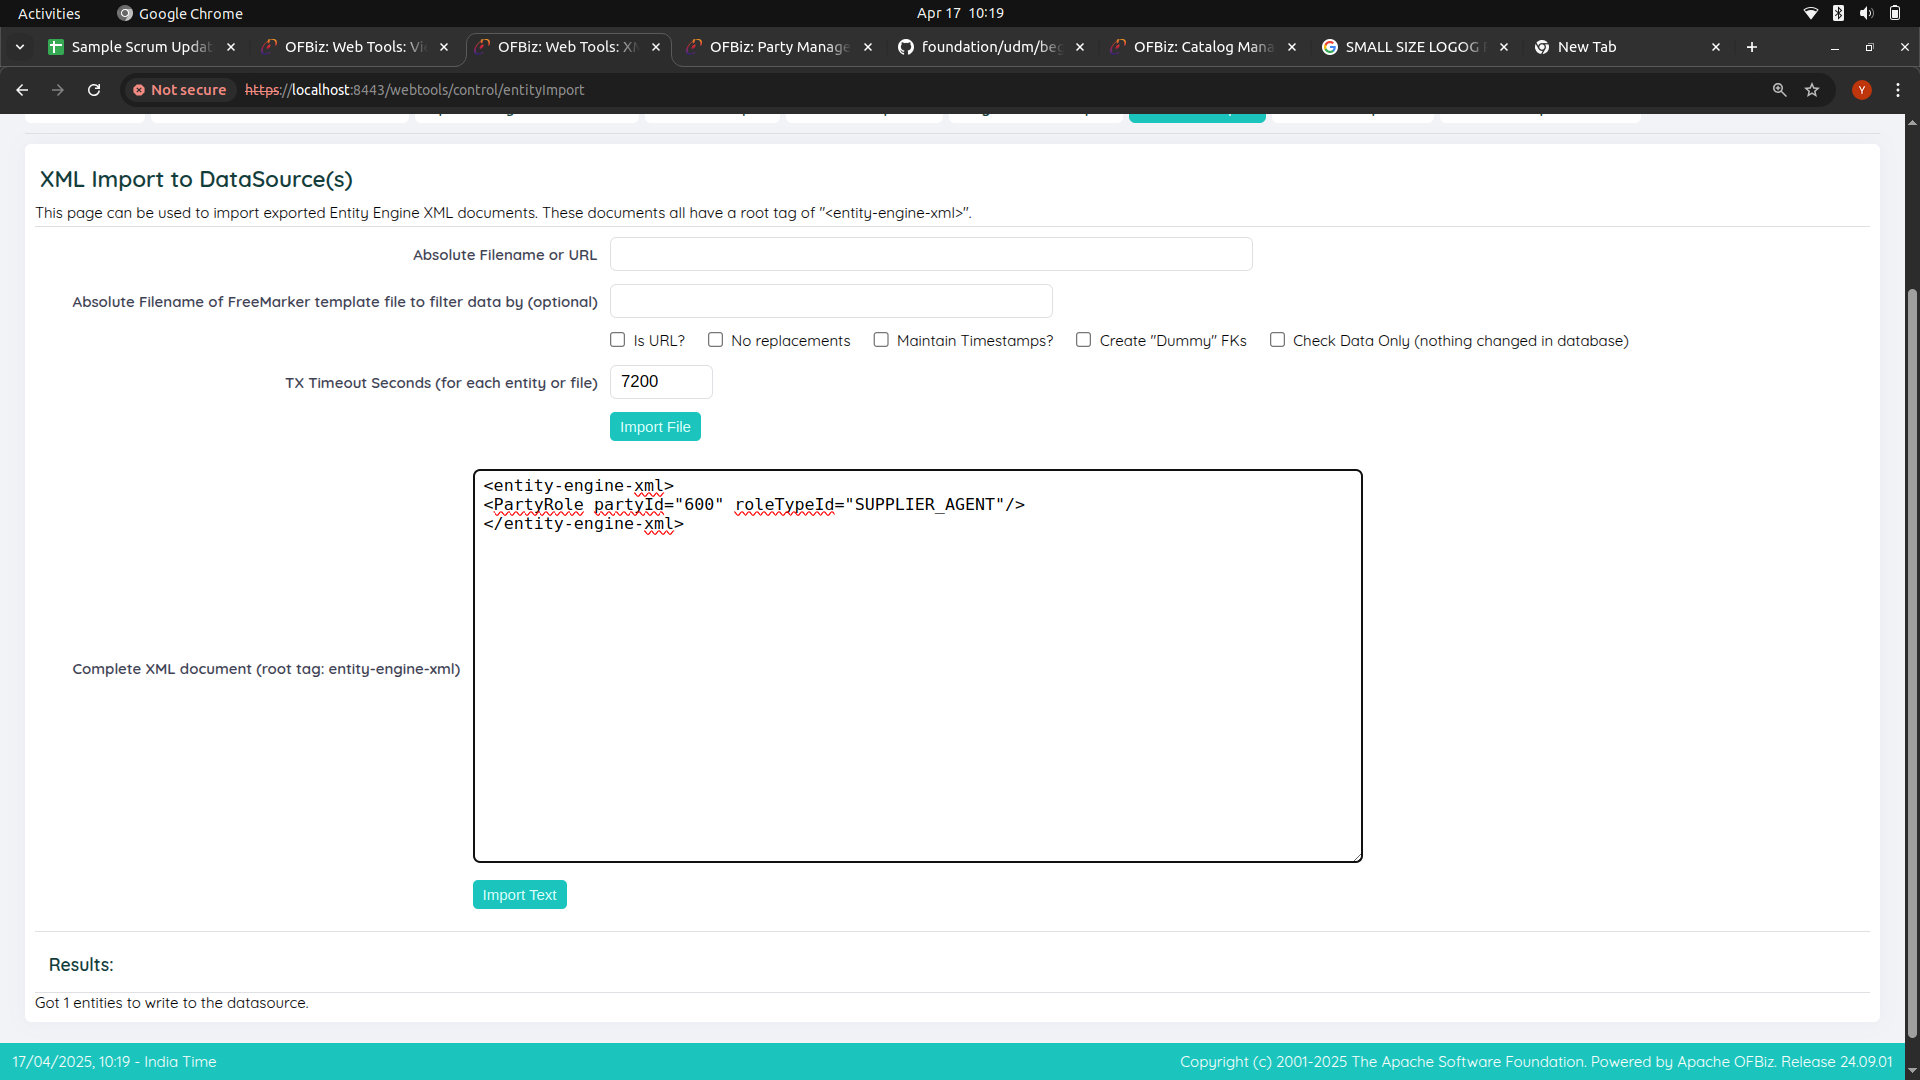 Activities
Google Chrome
Apr 17 10:19
Sample Scrum Updat
OFBiz: Web Tools: Vi
OFBiz: Web Tools: XM
OFBiz: Party Manage
foundation/udm/beg
OFBiz: Catalog Mana
SMALL SIZE LOGOG
New Tab
Not secure
https://localhost:8443/webtools/control/entityImport
Y
XML Import to DataSource(s)
This page can be used to import exported Entity Engine XML documents. These documents all have a root tag of "<entity-engine-xml>".
Absolute Filename or URL
Absolute Filename of FreeMarker template file to filter data by (optional)
Is URL?
No replacements
Maintain Timestamps?
Create "Dummy" FKs
Check Data Only (nothing changed in database)
TX Timeout Seconds (for each entity or file)
7200
Import File
<entity-engine-xml>
<PartyRole partyId="600" roleTypeId="SUPPLIER_AGENT"/>
</entity-engine-xml>
Complete XML document (root tag: entity-engine-xml)
Import Text
Results:
Got 1 entities to write to the datasource.
17/04/2025, 10:19 - India Time
Copyright (c) 2001-2025 The Apache Software Foundation. Powered by Apache OFBiz. Release 24.09.01